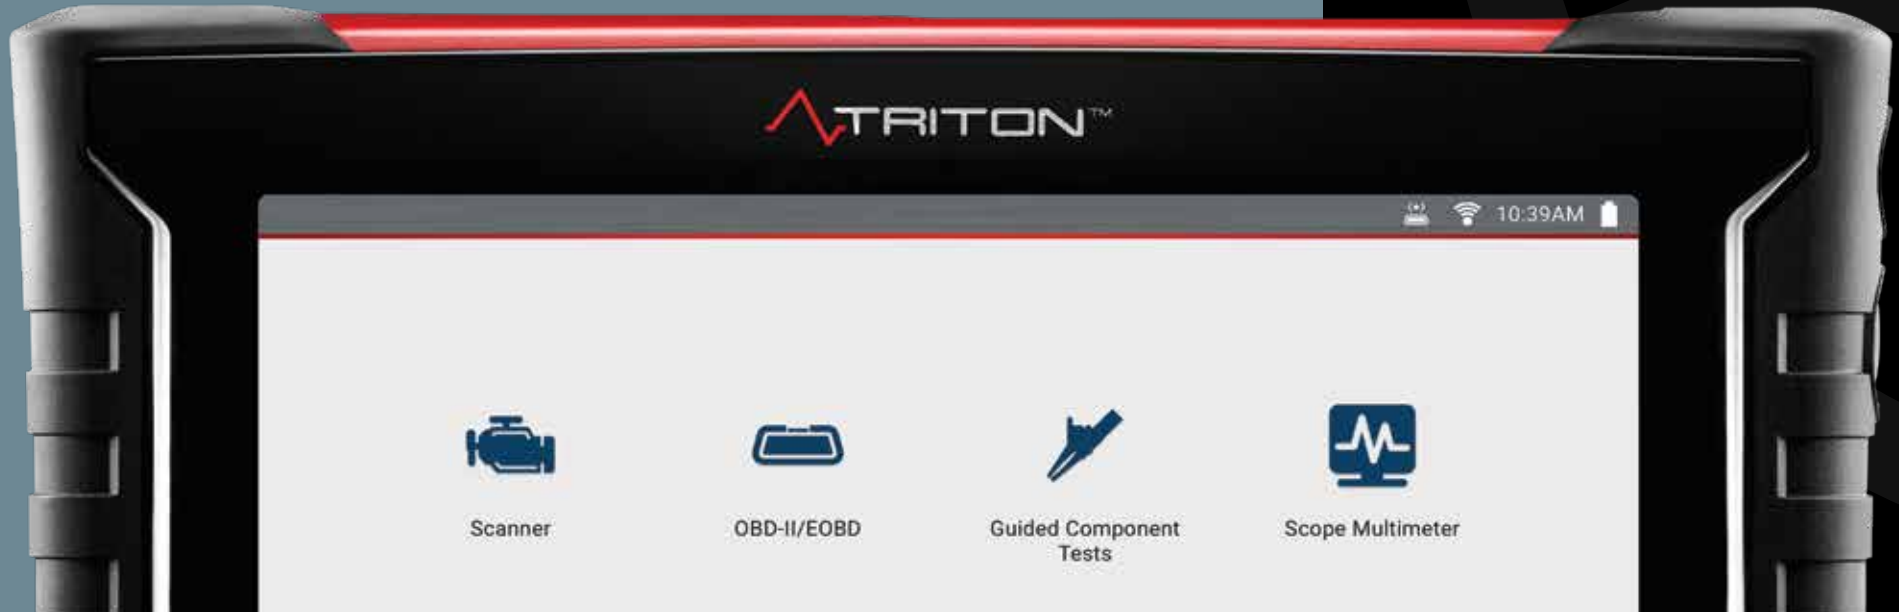 TRITON™
10:39AM
Scanner
OBD-II/EOBD
Guided Component
Tests
Scope Multimeter